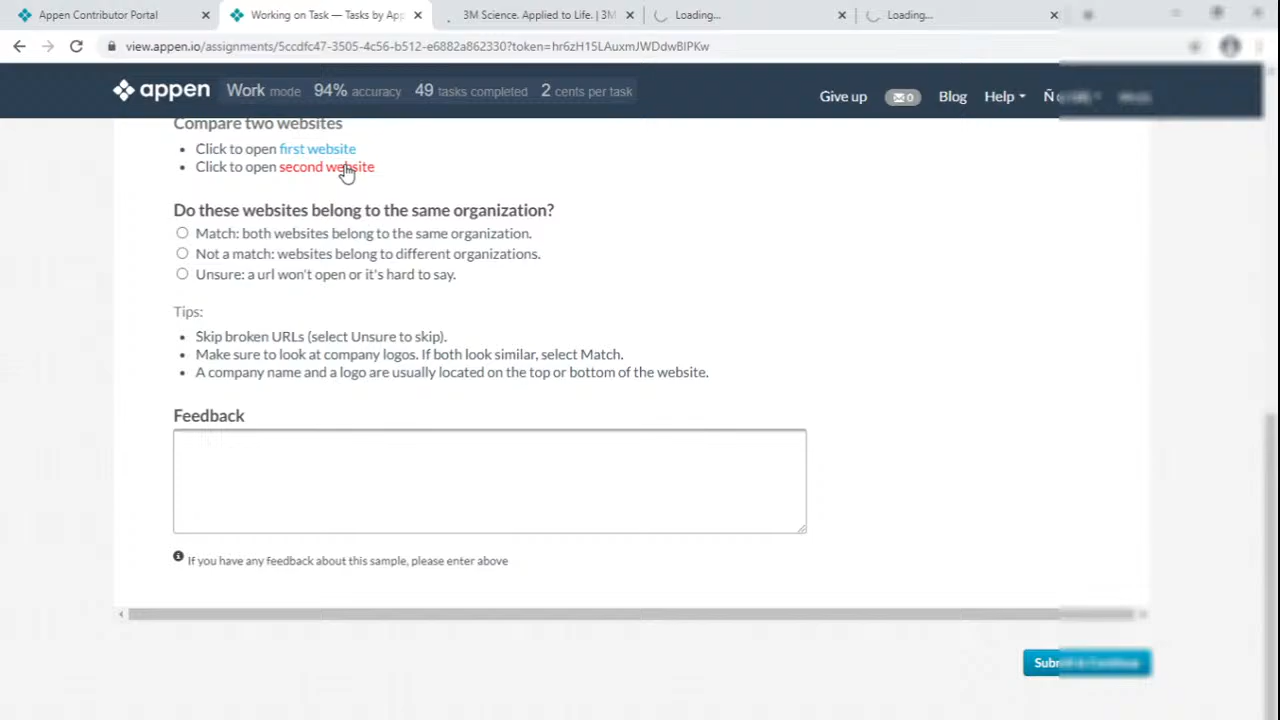 Appen Contributor Portal
Working on Task — Tasks by App
3M Science. Applied to Life. | 3M
Loading...
Loading...
view.appen.io/assignments/5ccdfc47-3505-4c56-b512-e6882a862330?token=hr6zH15LAuxmJWDdwBIPKw
appen
Work mode 94% accuracy 49 tasks completed 2 cents per task
Give up 0 Blog Help
Compare two websites
Click to open first website
Click to open second website
Do these websites belong to the same organization?
Match: both websites belong to the same organization.
Not a match: websites belong to different organizations.
Unsure: a url won't open or it's hard to say.
Tips:
Skip broken URLs (select Unsure to skip).
Make sure to look at company logos. If both look similar, select Match.
A company name and a logo are usually located on the top or bottom of the website.
Feedback
If you have any feedback about this sample, please enter above
Submit & Continue